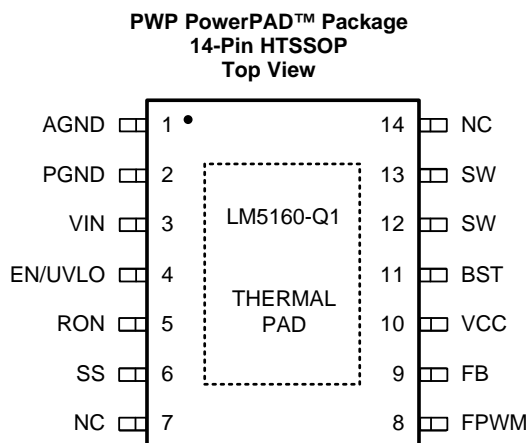 PWP PowerPAD™ Package
14-Pin HTSSOP
Top View
AGND 1 14 NC
PGND 2 13 SW
VIN 3 LM5160-Q1 12 SW
EN/UVLO 4 11 BST
RON 5 THERMAL PAD 10 VCC
SS 6 9 FB
NC 7 8 FPWM